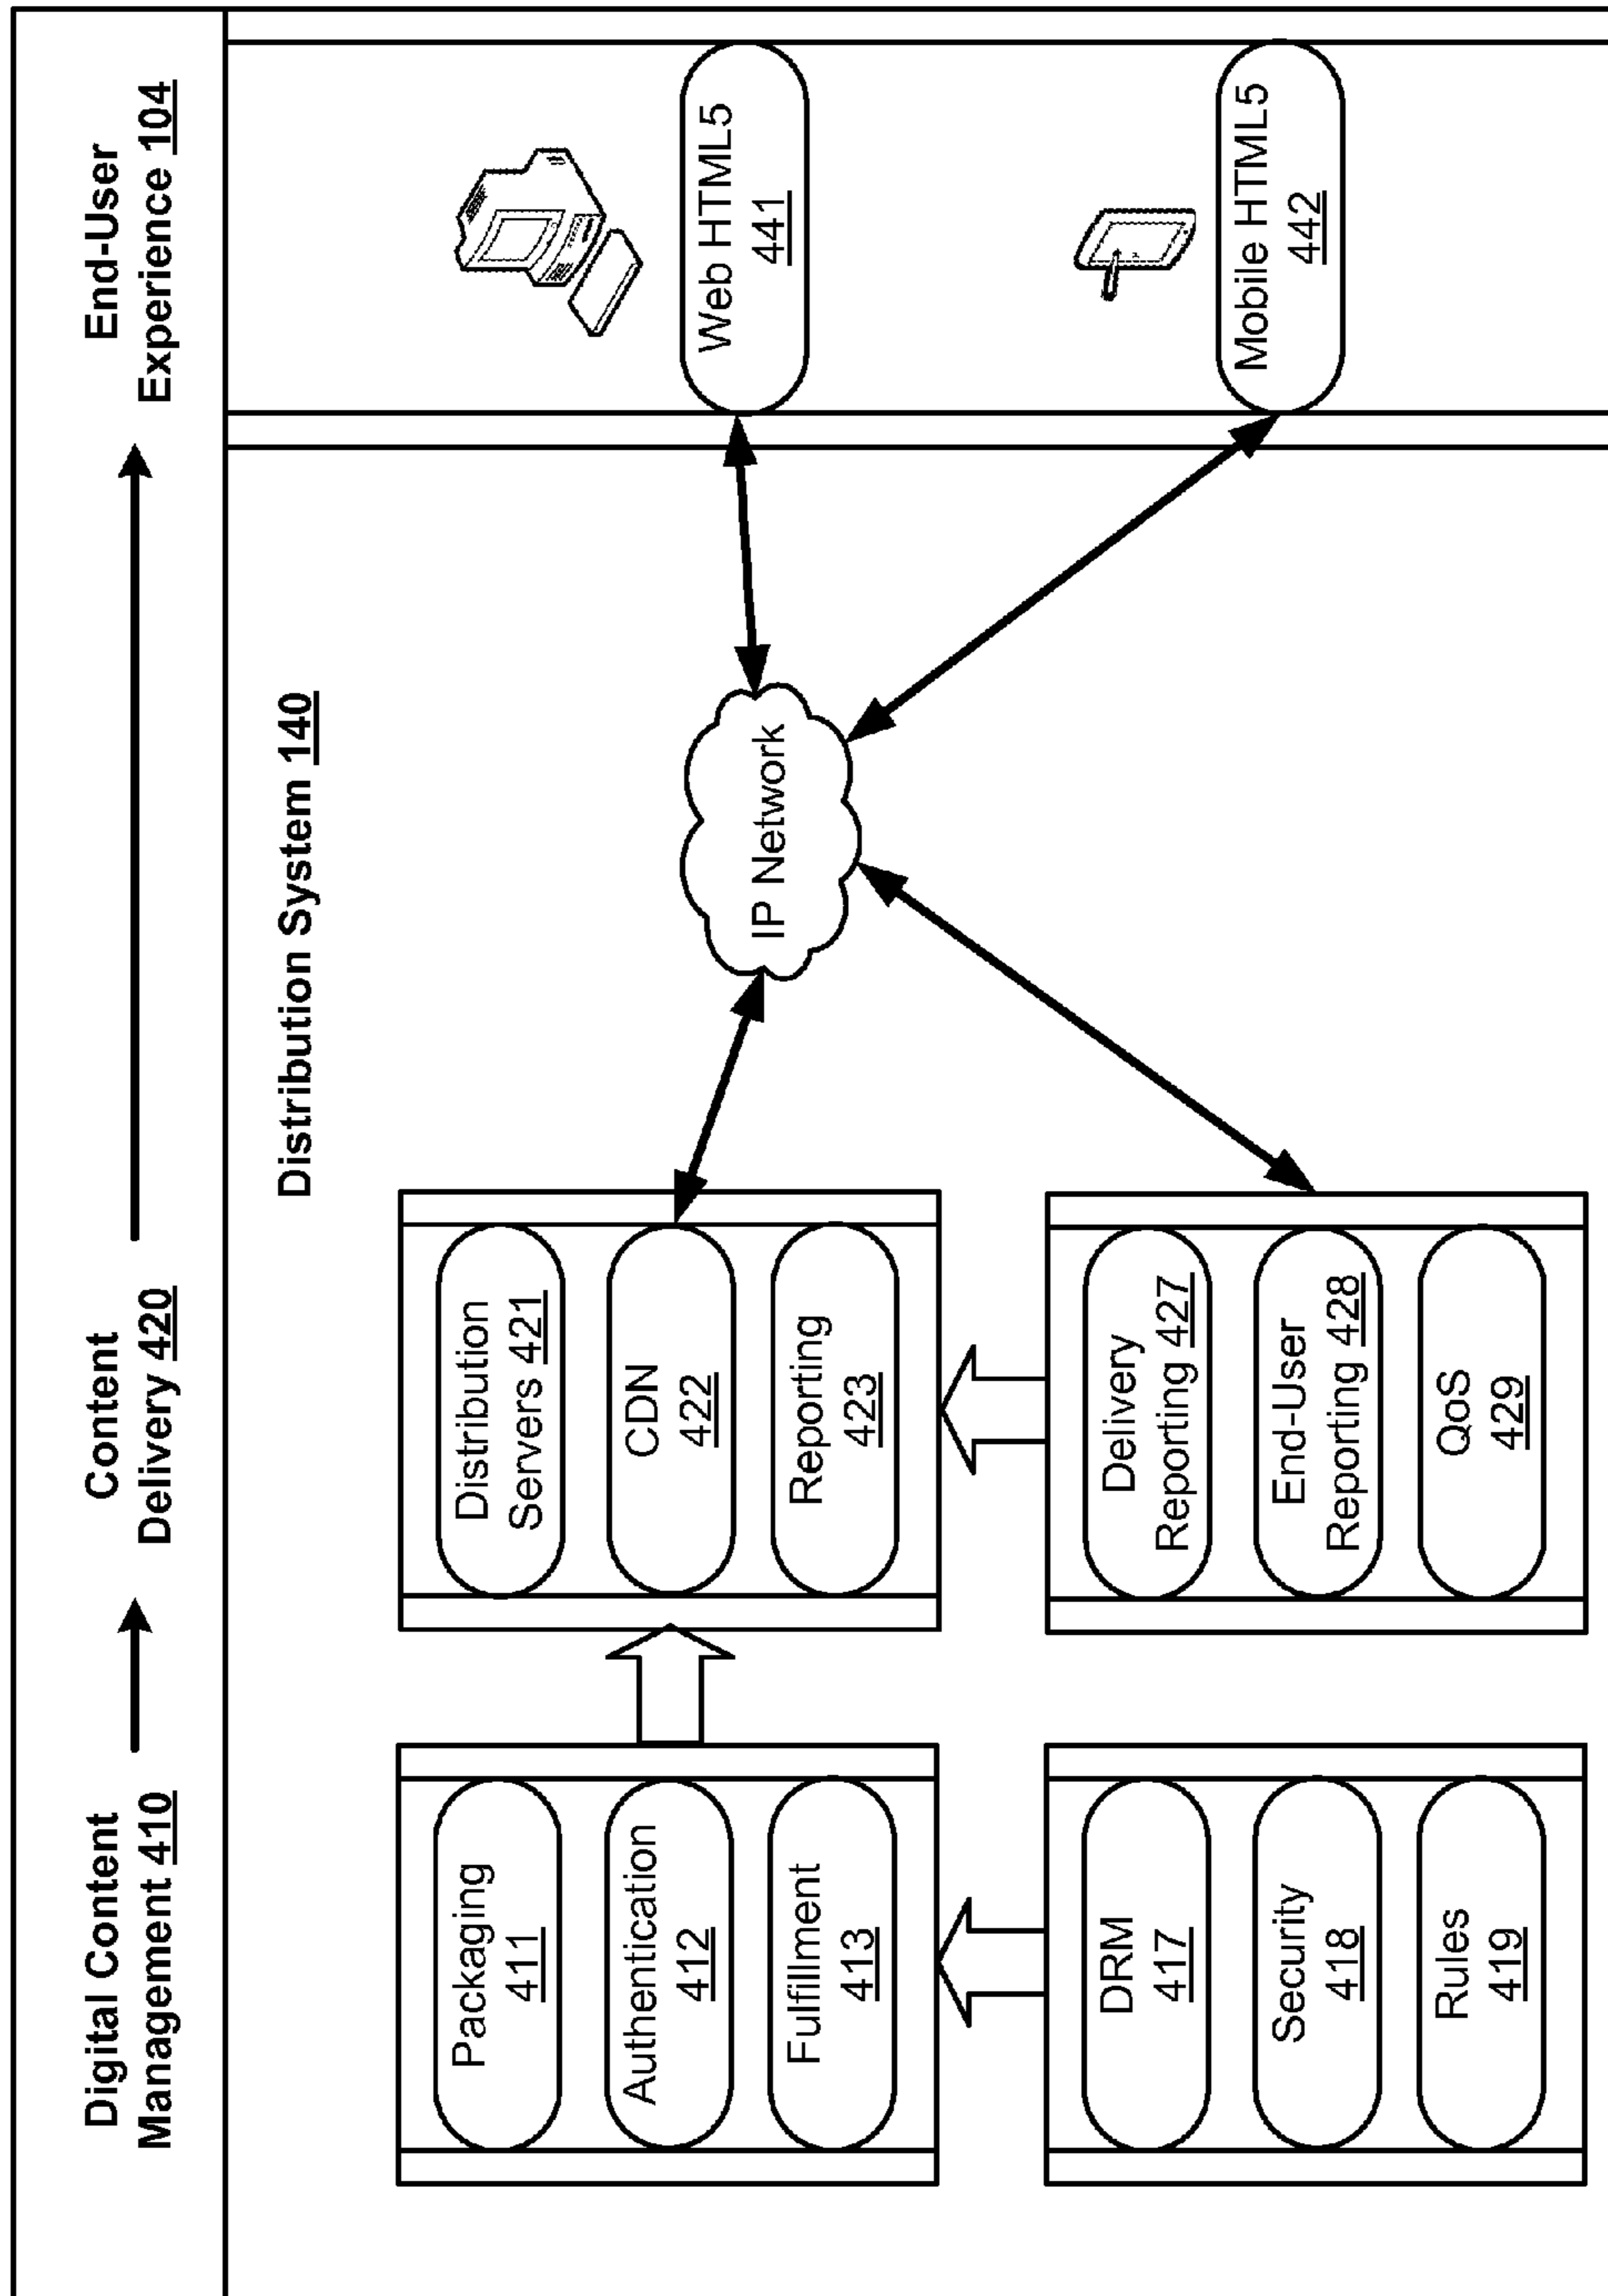 Digital Content
Management 410
Content
Delivery 420
End-User
Experience 104
Distribution System 140
Packaging
411
Authentication
412
Fulfillment
413
DRM
417
Security
418
Rules
419
Distribution
Servers 421
CDN
422
Reporting
423
Delivery
Reporting 427
End-User
Reporting 428
QoS
429
IP Network
Web HTML5
441
Mobile HTML5
442